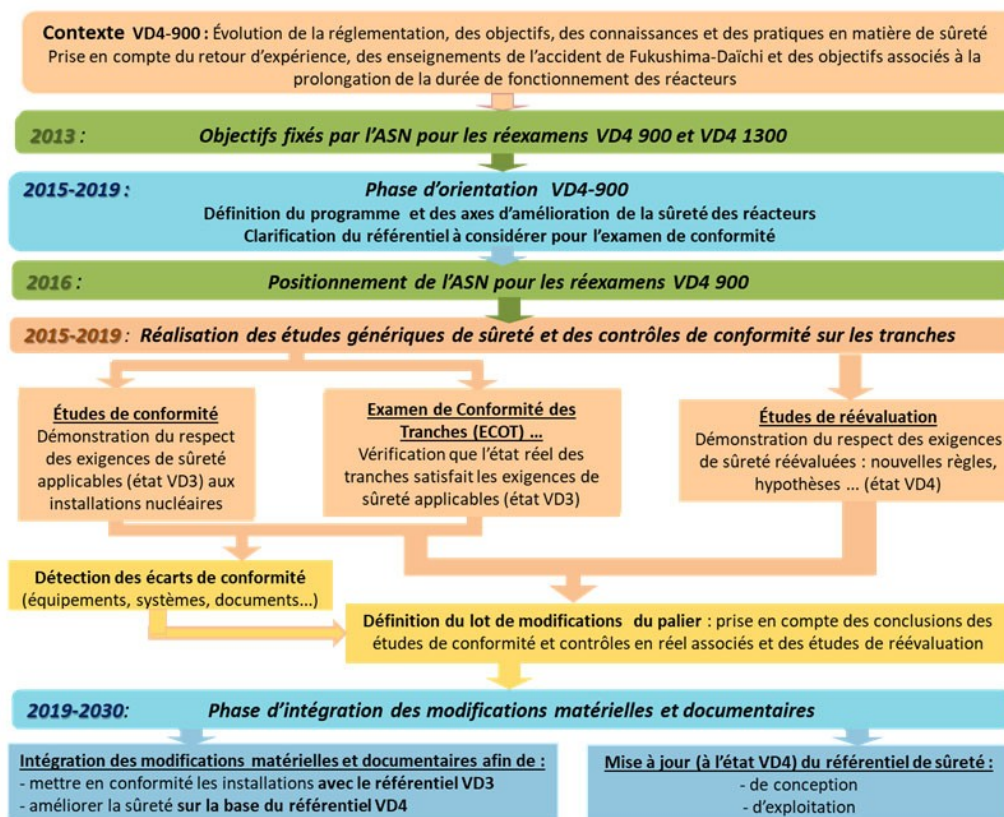 Contexte VD4-900 : Évolution de la réglementation, des objectifs, des connaissances et des pratiques en matière de sûreté
Prise en compte du retour d'expérience, des enseignements de l'accident de Fukushima-Daïchi et des objectifs associés à la
prolongation de la durée de fonctionnement des réacteurs
2013 : Objectifs fixés par l'ASN pour les réexamens VD4 900 et VD4 1300
2015-2019 : Phase d'orientation VD4-900
Définition du programme et des axes d'amélioration de la sûreté des réacteurs
Clarification du référentiel à considérer pour l'examen de conformité
2016 : Positionnement de l'ASN pour les réexamens VD4 900
2015-2019 : Réalisation des études génériques de sûreté et des contrôles de conformité sur les tranches
Études de conformité
Démonstration du respect
des exigences de sûreté
applicables (état VD3) aux
installations nucléaires
Examen de Conformité des
Tranches (ECOT) ...
Vérification que l'état réel des
tranches satisfait les exigences de
sûreté applicables (état VD3)
Études de réévaluation
Démonstration du respect des exigences
de sûreté réévaluées : nouvelles règles,
hypothèses ... (état VD4)
Détection des écarts de conformité
(équipements, systèmes, documents...)
Définition du lot de modifications du palier : prise en compte des conclusions des
études de conformité et contrôles en réel associés et des études de réévaluation
2019-2030: Phase d'intégration des modifications matérielles et documentaires
Intégration des modifications matérielles et documentaires afin de :
- mettre en conformité les installations avec le référentiel VD3
- améliorer la sûreté sur la base du référentiel VD4
Mise à jour (à l'état VD4) du référentiel de sûreté :
- de conception
- d'exploitation